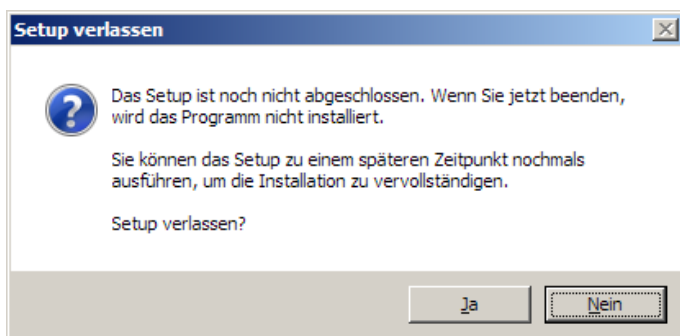 Setup verlassen
Das Setup ist noch nicht abgeschlossen. Wenn Sie jetzt beenden,
wird das Programm nicht installiert.
Sie können das Setup zu einem späteren Zeitpunkt nochmals
ausführen, um die Installation zu vervollständigen.
Setup verlassen?
Ja
Nein